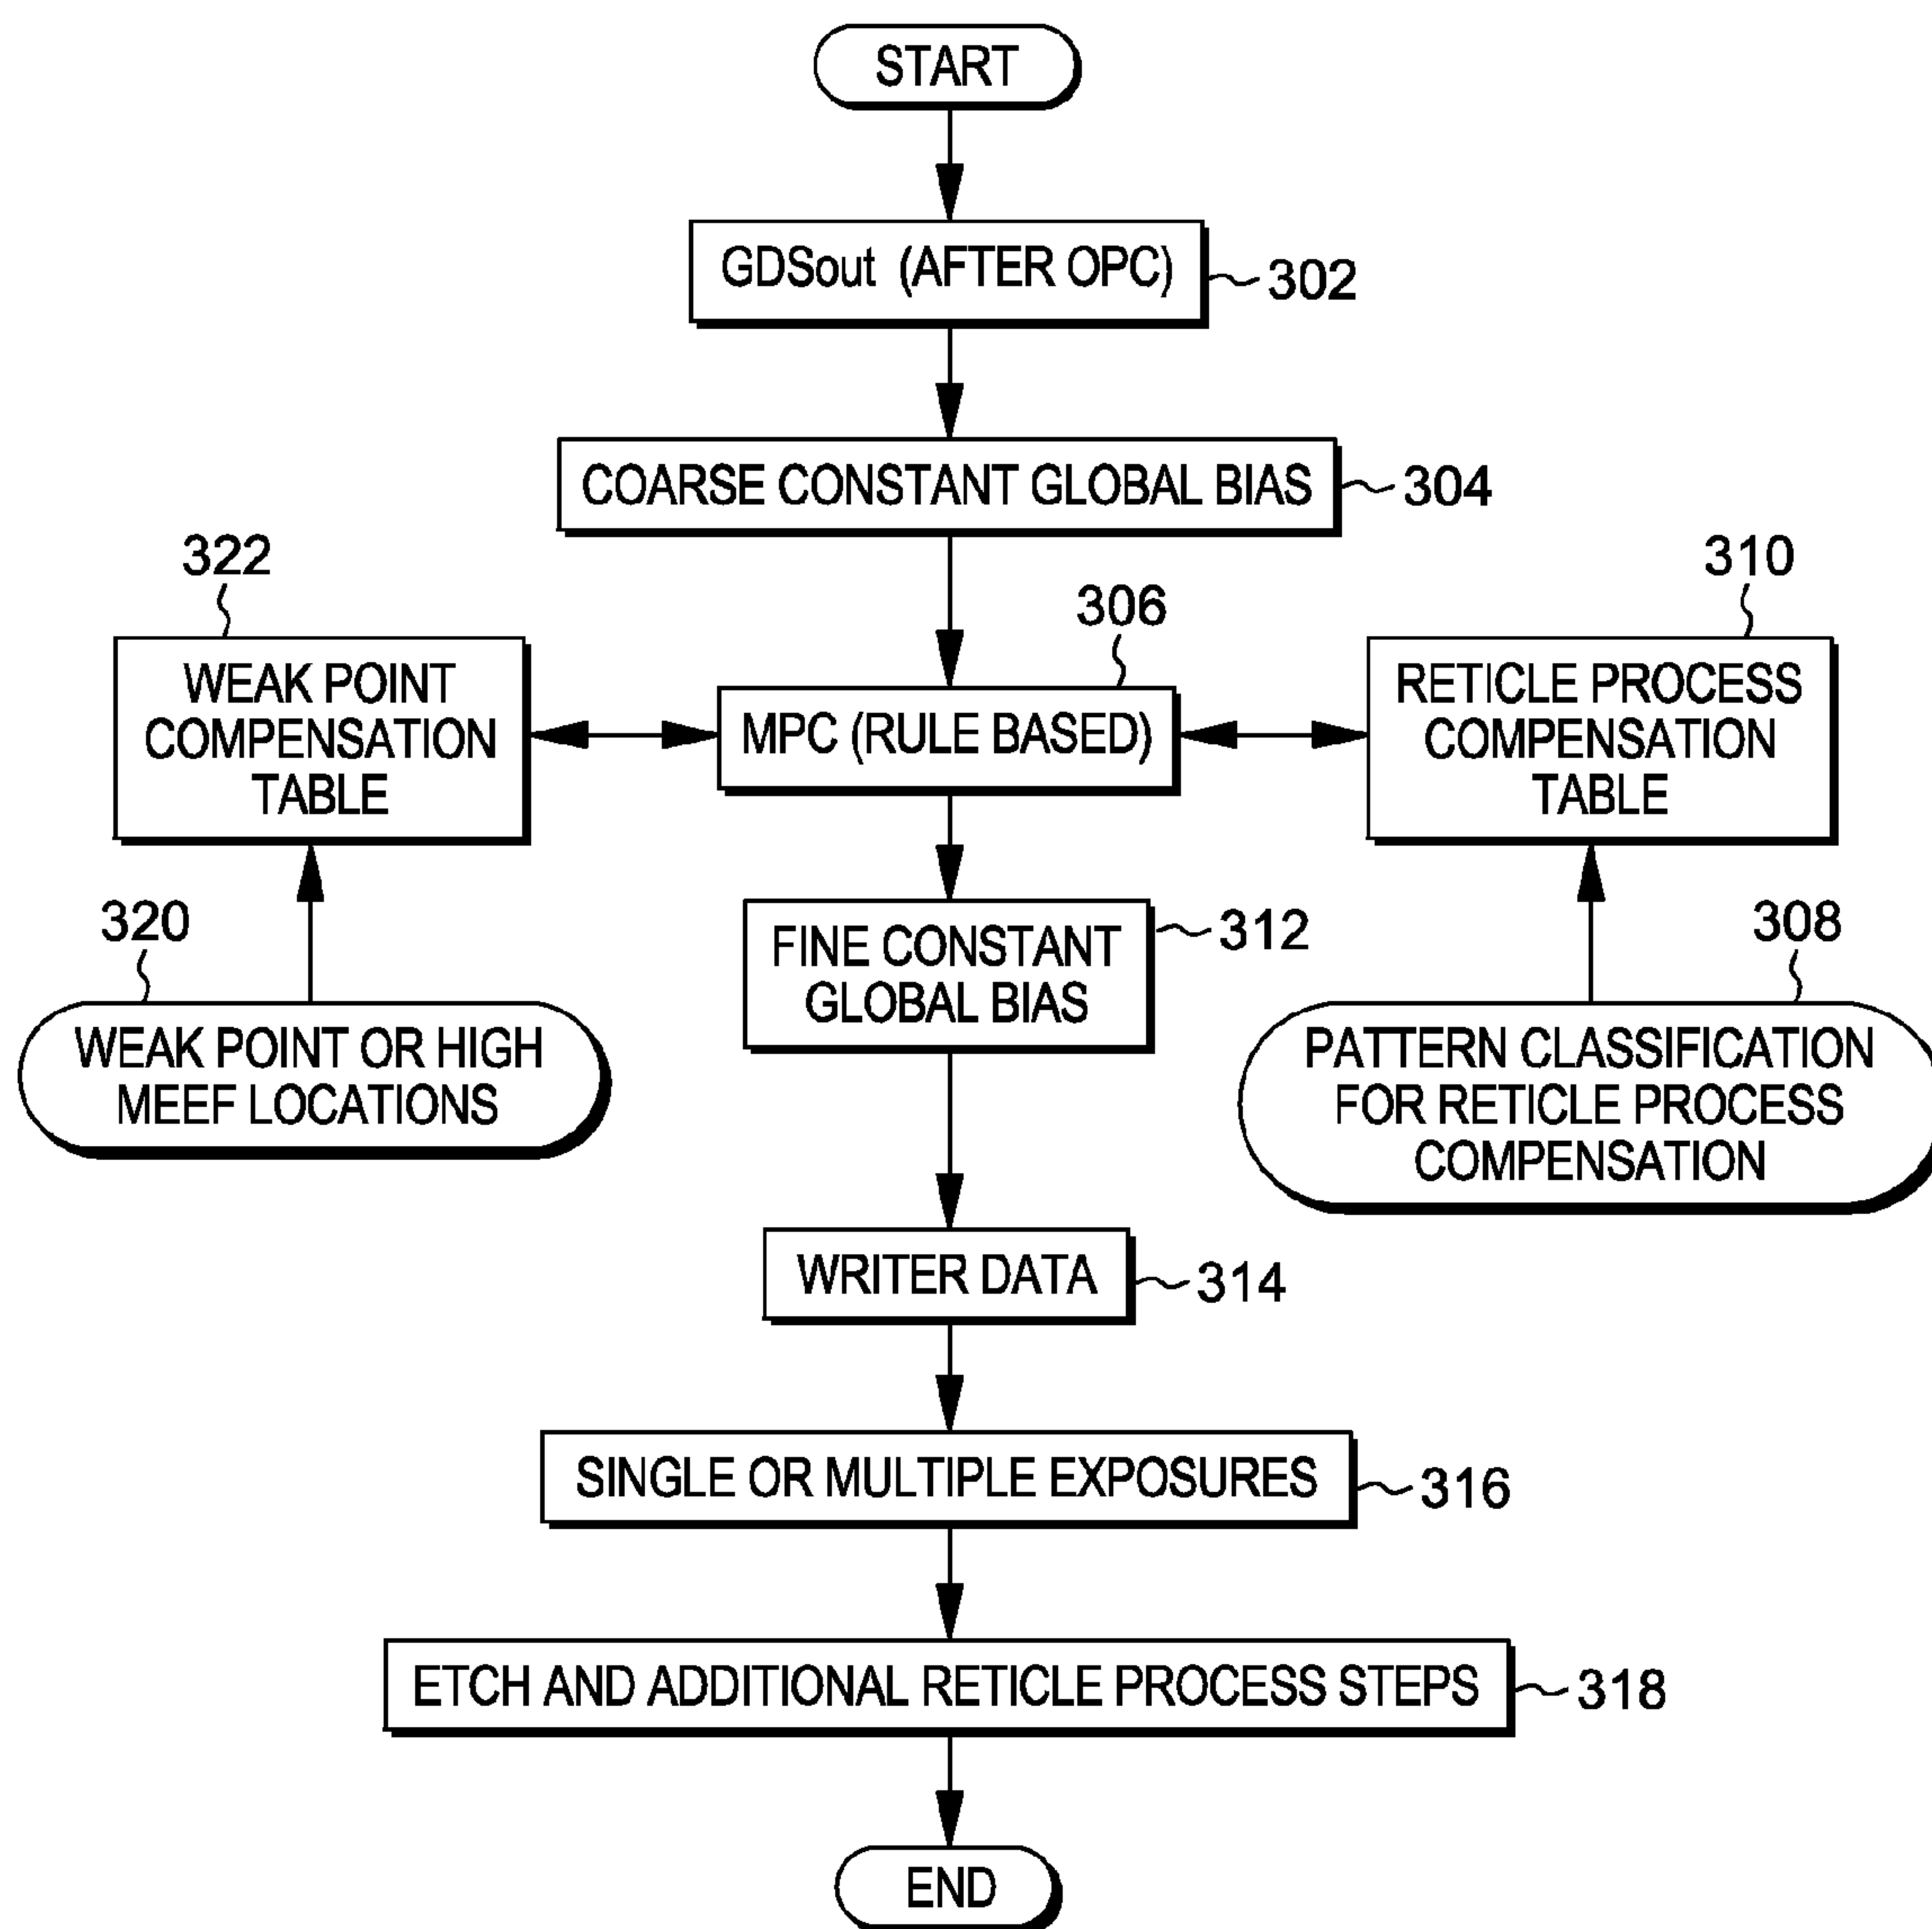 START
GDSout (AFTER OPC)
302
COARSE CONSTANT GLOBAL BIAS
304
322
WEAK POINT
COMPENSATION
TABLE
306
MPC (RULE BASED)
310
RETICLE PROCESS
COMPENSATION
TABLE
320
WEAK POINT OR HIGH
MEEF LOCATIONS
FINE CONSTANT
GLOBAL BIAS
312
308
PATTERN CLASSIFICATION
FOR RETICLE PROCESS
COMPENSATION
WRITER DATA
314
SINGLE OR MULTIPLE EXPOSURES
316
ETCH AND ADDITIONAL RETICLE PROCESS STEPS
318
END